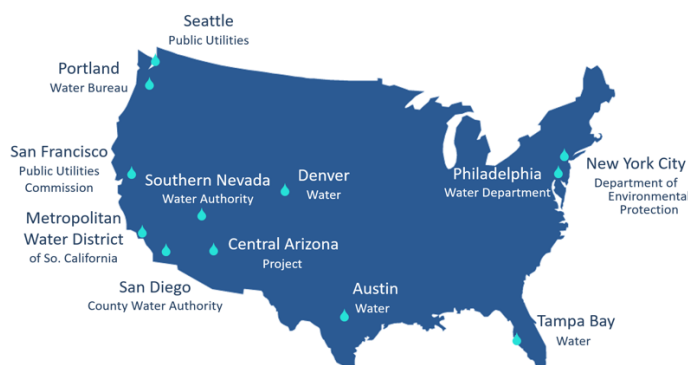 Seattle
Public Utilities
Portland
Water Bureau
San Francisco
Public Utilities
Commission
Southern Nevada
Water Authority
Denver
Water
Philadelphia
Water Department
New York City
Department of
Environmental
Protection
Metropolitan
Water District
of So. California
Central Arizona
Project
San Diego
County Water Authority
Austin
Water
Tampa Bay
Water